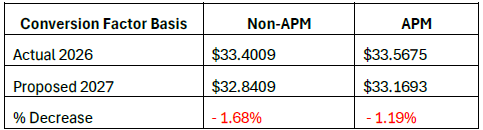 Conversion Factor Basis Non-APM APM
Actual 2026 $33.4009 $33.5675
Proposed 2027 $32.8409 $33.1693
% Decrease - 1.68% - 1.19%